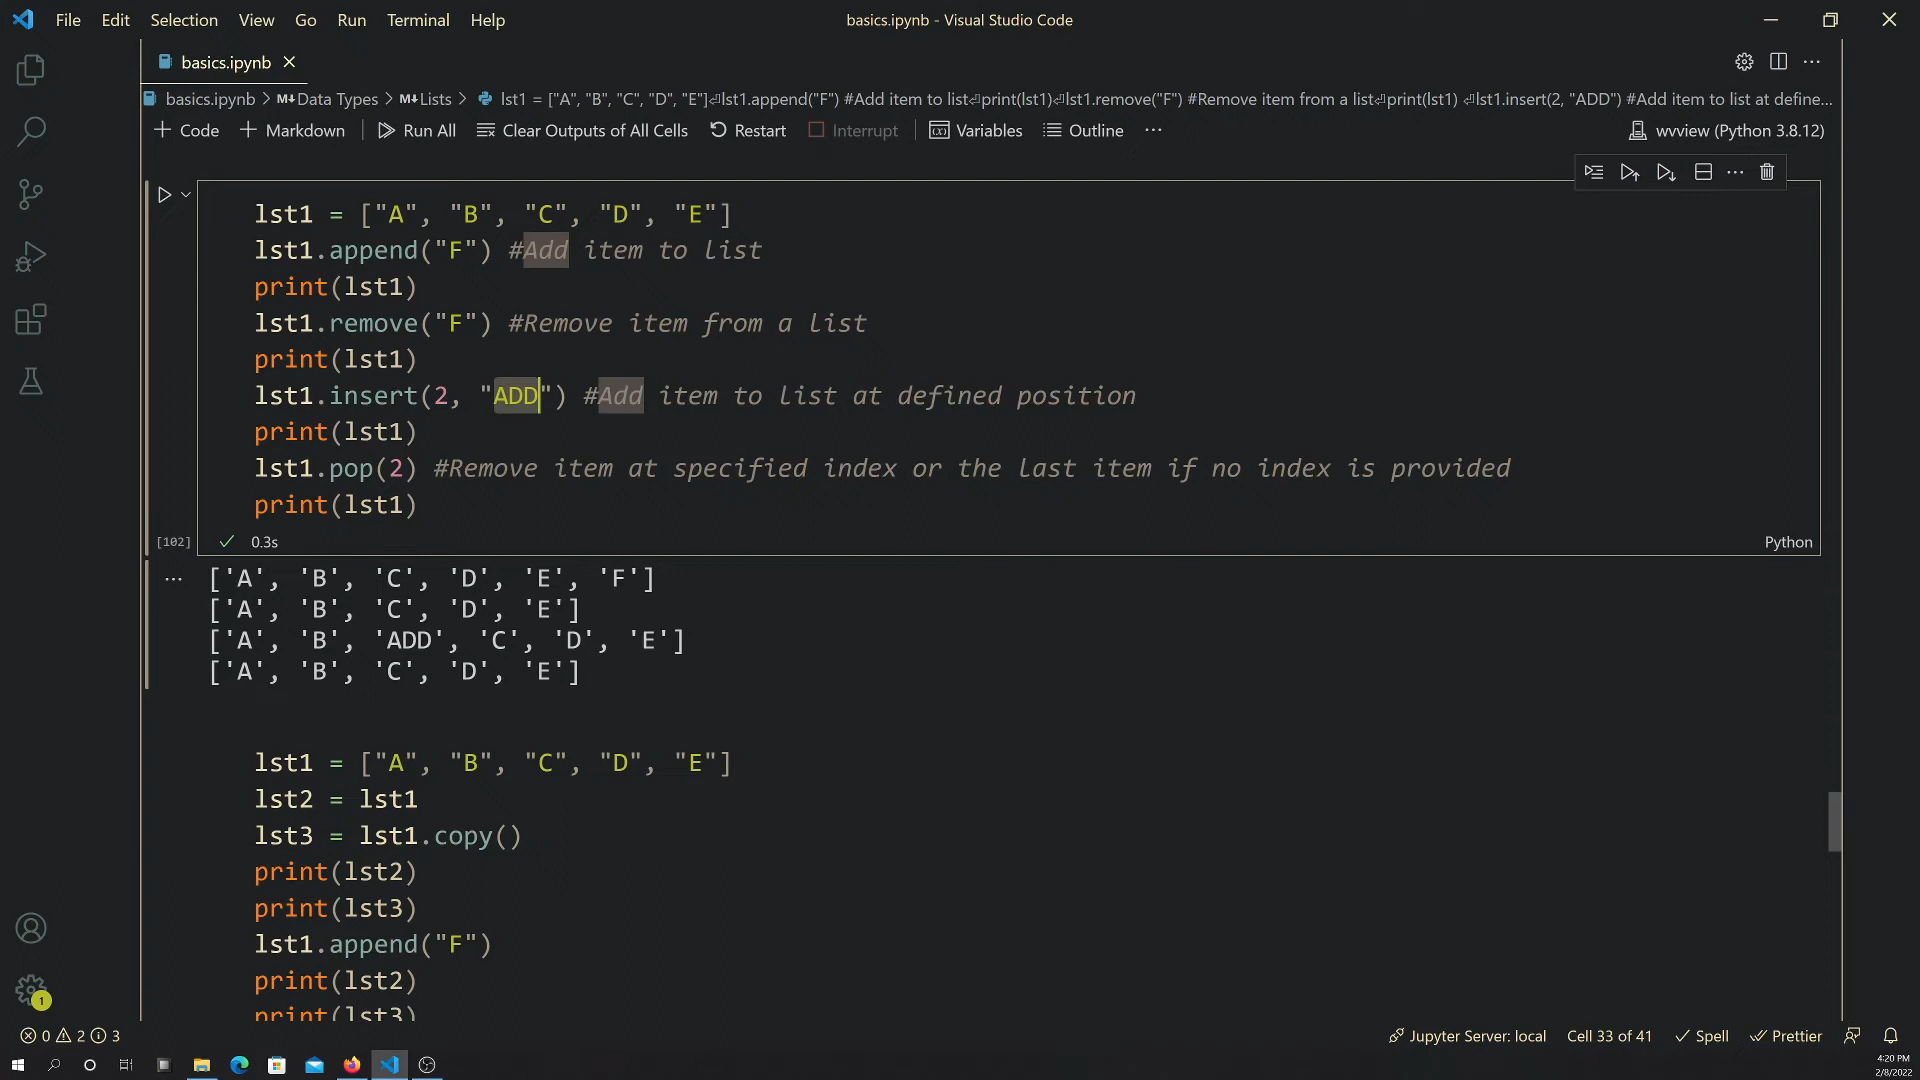 File Edit Selection View Go Run Terminal Help
basics.ipynb - Visual Studio Code
basics.ipynb
basics.ipynb > M↓Data Types > M↓Lists > lst1 = ["A", "B", "C", "D", "E"]⏎lst1.append("F") #Add item to list⏎print(lst1)⏎lst1.remove("F") #Remove item from a list⏎print(lst1) ⏎lst1.insert(2, "ADD") #Add item to list at define...
+ Code + Markdown Run All Clear Outputs of All Cells Restart Interrupt Variables Outline ... wvview (Python 3.8.12)
lst1 = ["A", "B", "C", "D", "E"]
lst1.append("F") #Add item to list
print(lst1)
lst1.remove("F") #Remove item from a list
print(lst1)
lst1.insert(2, "ADD") #Add item to list at defined position
print(lst1)
lst1.pop(2) #Remove item at specified index or the last item if no index is provided
print(lst1)
[102] 0.3s Python
['A', 'B', 'C', 'D', 'E', 'F']
['A', 'B', 'C', 'D', 'E']
['A', 'B', 'ADD', 'C', 'D', 'E']
['A', 'B', 'C', 'D', 'E']
lst1 = ["A", "B", "C", "D", "E"]
lst2 = lst1
lst3 = lst1.copy()
print(lst2)
print(lst3)
lst1.append("F")
print(lst2)
print(lst3)
1
0 2 3 Jupyter Server: local Cell 33 of 41 Spell Prettier
4:20 PM
2/8/2022